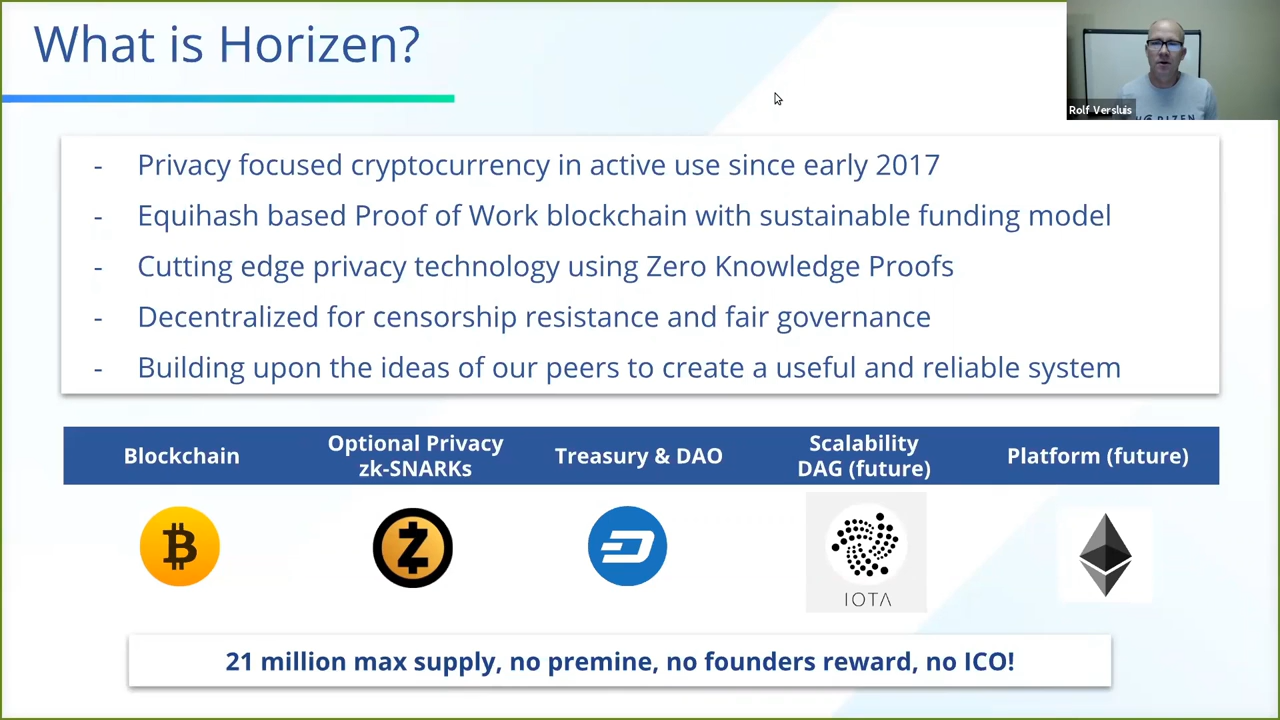 What is Horizen?
Rolf Versluis
- Privacy focused cryptocurrency in active use since early 2017
- Equihash based Proof of Work blockchain with sustainable funding model
- Cutting edge privacy technology using Zero Knowledge Proofs
- Decentralized for censorship resistance and fair governance
- Building upon the ideas of our peers to create a useful and reliable system
Blockchain
Optional Privacy
zk-SNARKs
Treasury & DAO
Scalability
DAG (future)
Platform (future)
IOTA
21 million max supply, no premine, no founders reward, no ICO!